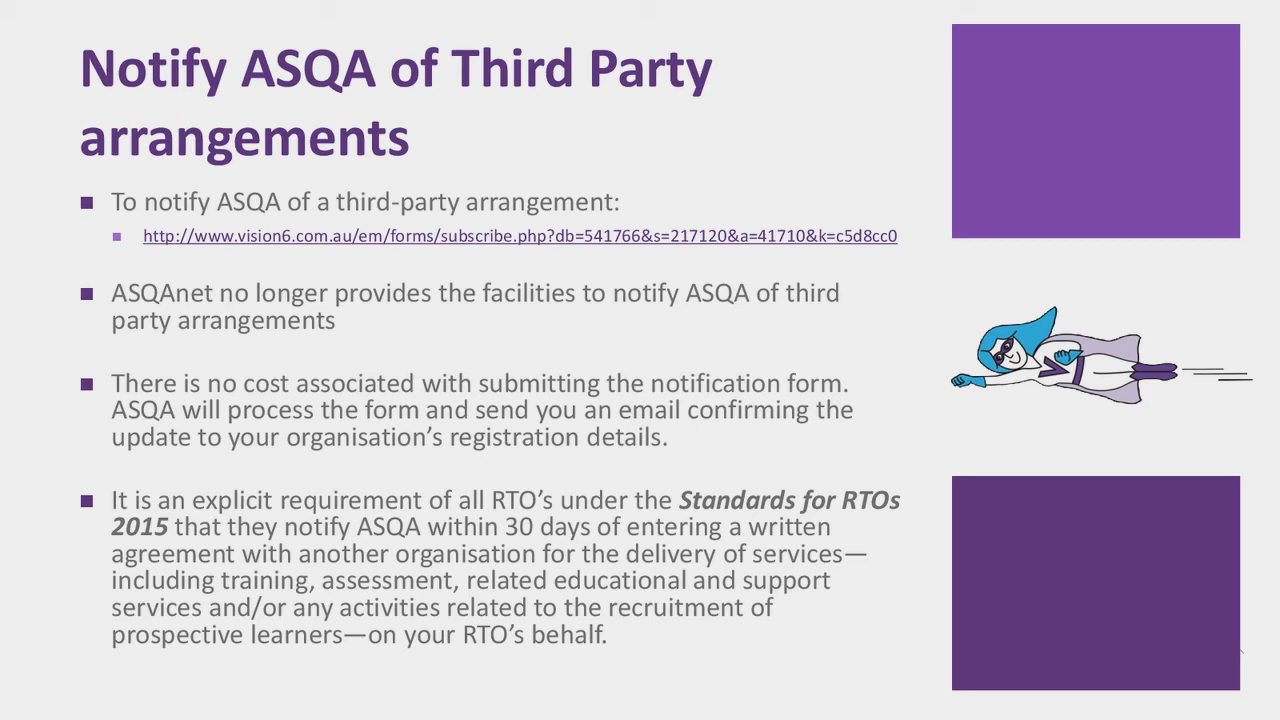 Notify ASQA of Third Party
arrangements
To notify ASQA of a third-party arrangement:
http://www.vision6.com.au/em/forms/subscribe.php?db=541766&s=217120&a=41710&k=c5d8cc0
ASQAnet no longer provides the facilities to notify ASQA of third
party arrangements
There is no cost associated with submitting the notification form.
ASQA will process the form and send you an email confirming the
update to your organisation’s registration details.
It is an explicit requirement of all RTO’s under the Standards for RTOs
2015 that they notify ASQA within 30 days of entering a written
agreement with another organisation for the delivery of services—
including training, assessment, related educational and support
services and/or any activities related to the recruitment of
prospective learners—on your RTO’s behalf.